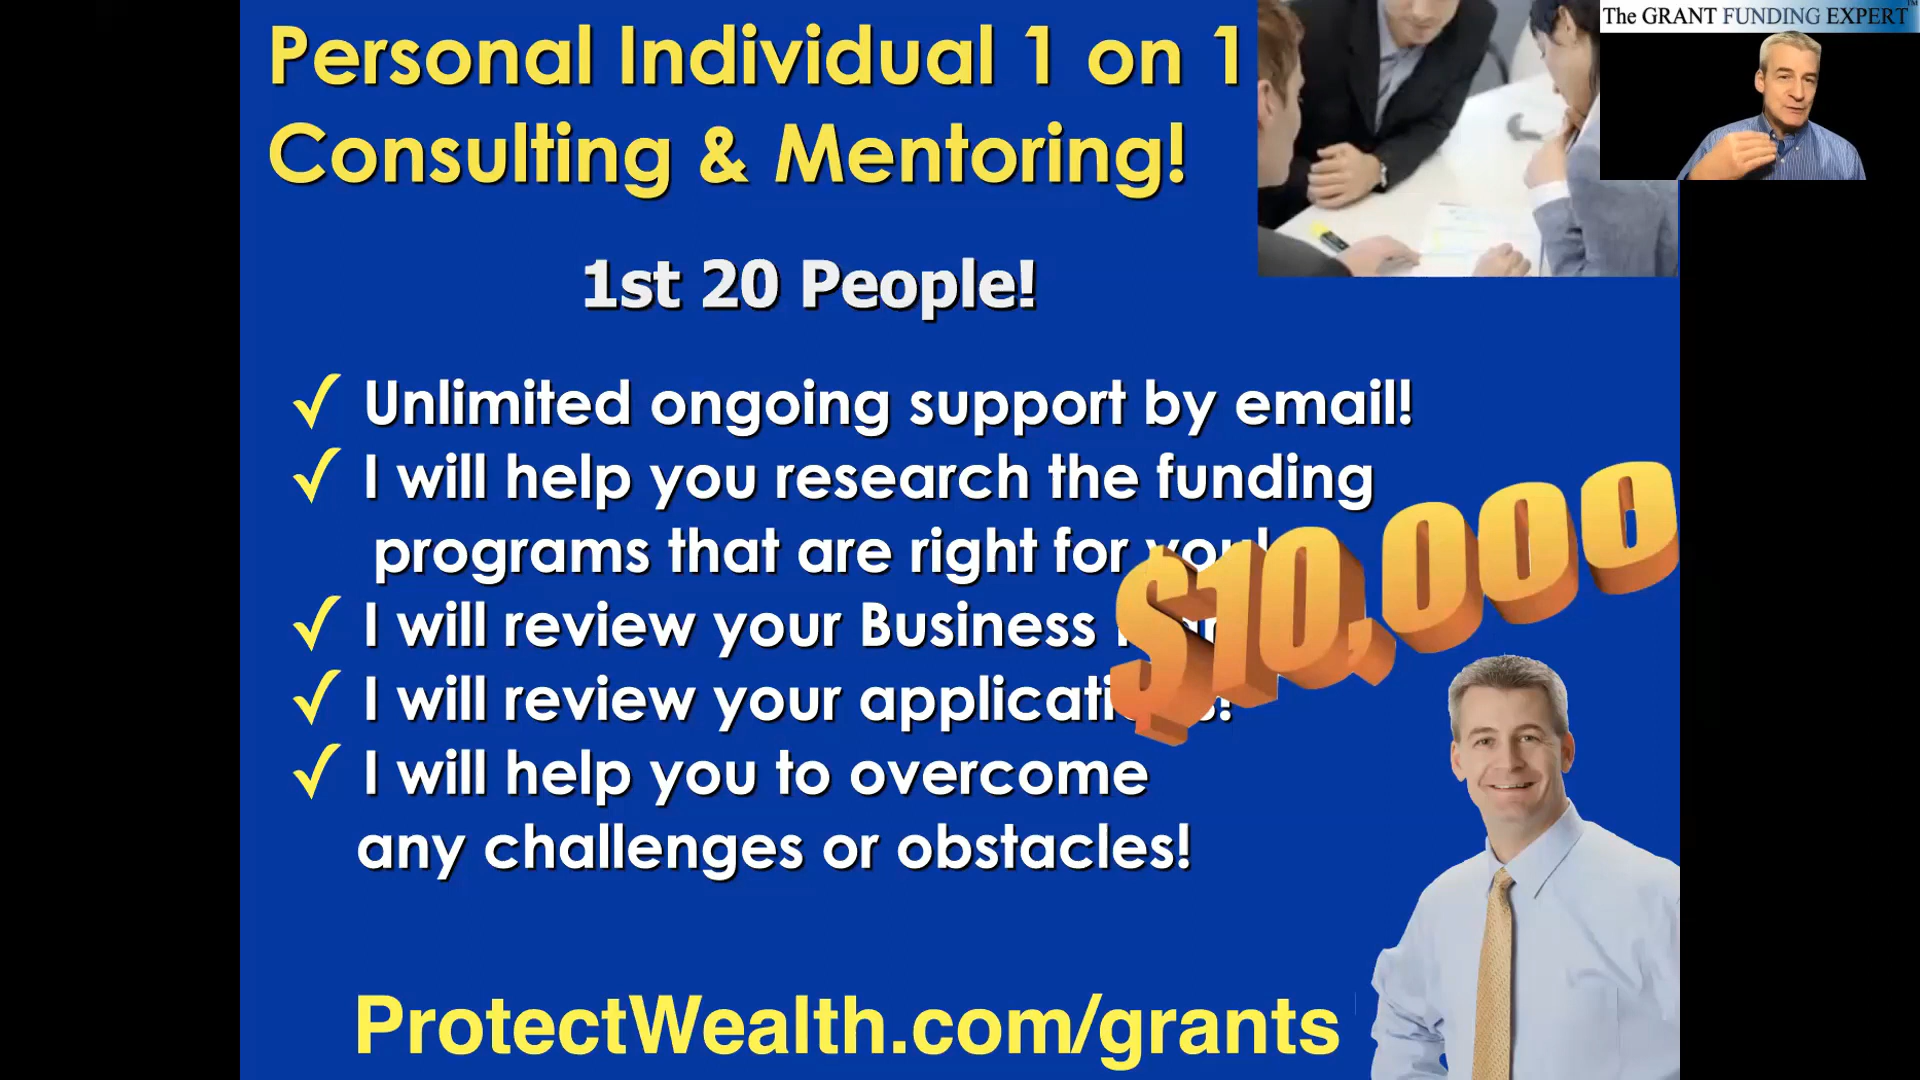 The GRANT FUNDING EXPERT™
Personal Individual 1 on 1
Consulting & Mentoring!
1st 20 People!
✓ Unlimited ongoing support by email!
✓ I will help you research the funding
programs that are right for you!
✓ I will review your Business
✓ I will review your
✓ I will help you to overcome
any challenges or obstacles!
$10,000
ProtectWealth.com/grants